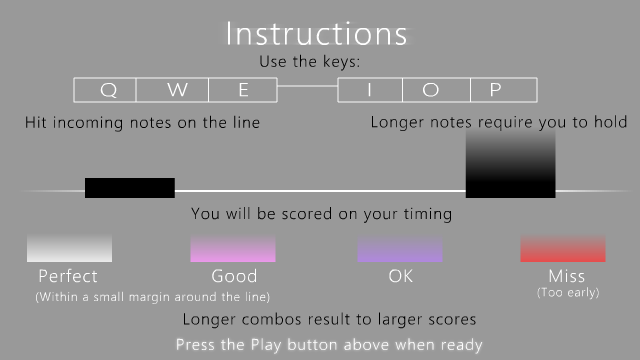 Instructions
Use the keys:
Q W E I O P
Hit incoming notes on the line
Longer notes require you to hold
You will be scored on your timing
Perfect Good OK Miss
(Within a small margin around the line)
(Too early)
Longer combos result to larger scores
Press the Play button above when ready